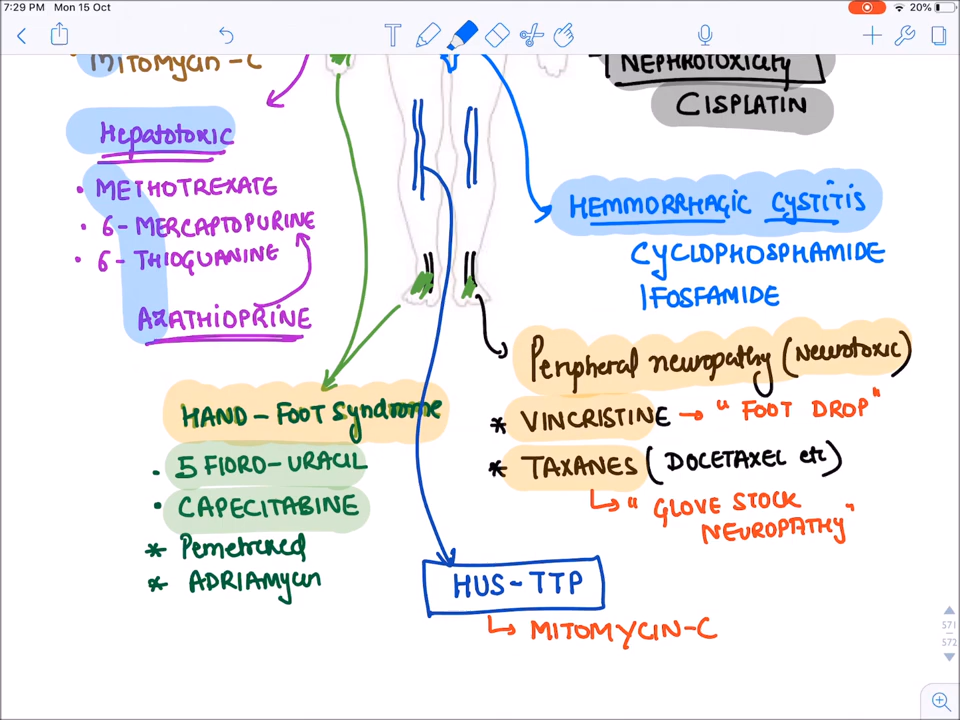 7:29 PM Mon 15 Oct
20%
MITOMYCIN-C
NEPHROTOXICITY
CISPLATIN
Hepatotoxic
• METHOTREXATE
• 6-MERCAPTOPURINE
• 6-THIOGUANINE
AZATHIOPRINE
HEMMORRHAGIC CYSTITIS
CYCLOPHOSPHAMIDE
IFOSFAMIDE
Peripheral neuropathy (Neurotoxic)
* VINCRISTINE → "FOOT DROP"
* TAXANES (DOCETAXEL etc)
"GLOVE STOCK
NEUROPATHY"
HAND-FOOT Syndrome
• 5 FIORO-URACIL
• CAPECITABINE
* Pemetrexed
* ADRIAMYCIN
HUS-TTP
MITOMYCIN-C
571
572